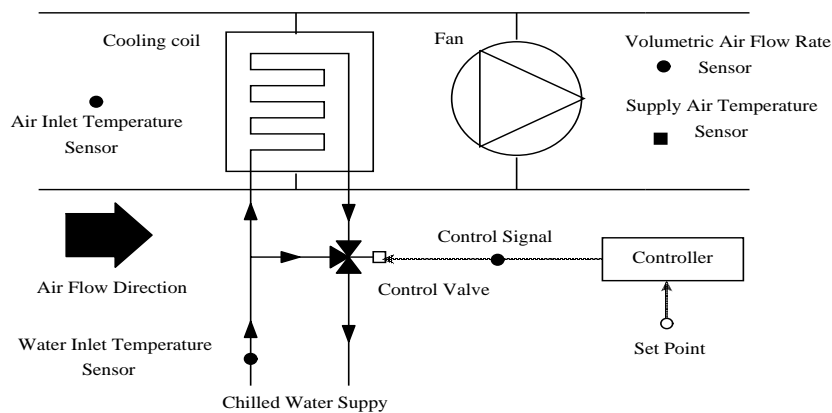 Cooling coil
Fan
Volumetric Air Flow Rate
Sensor
Supply Air Temperature
Sensor
Air Inlet Temperature
Sensor
Air Flow Direction
Control Signal
Controller
Control Valve
Water Inlet Temperature
Sensor
Set Point
Chilled Water Suppy